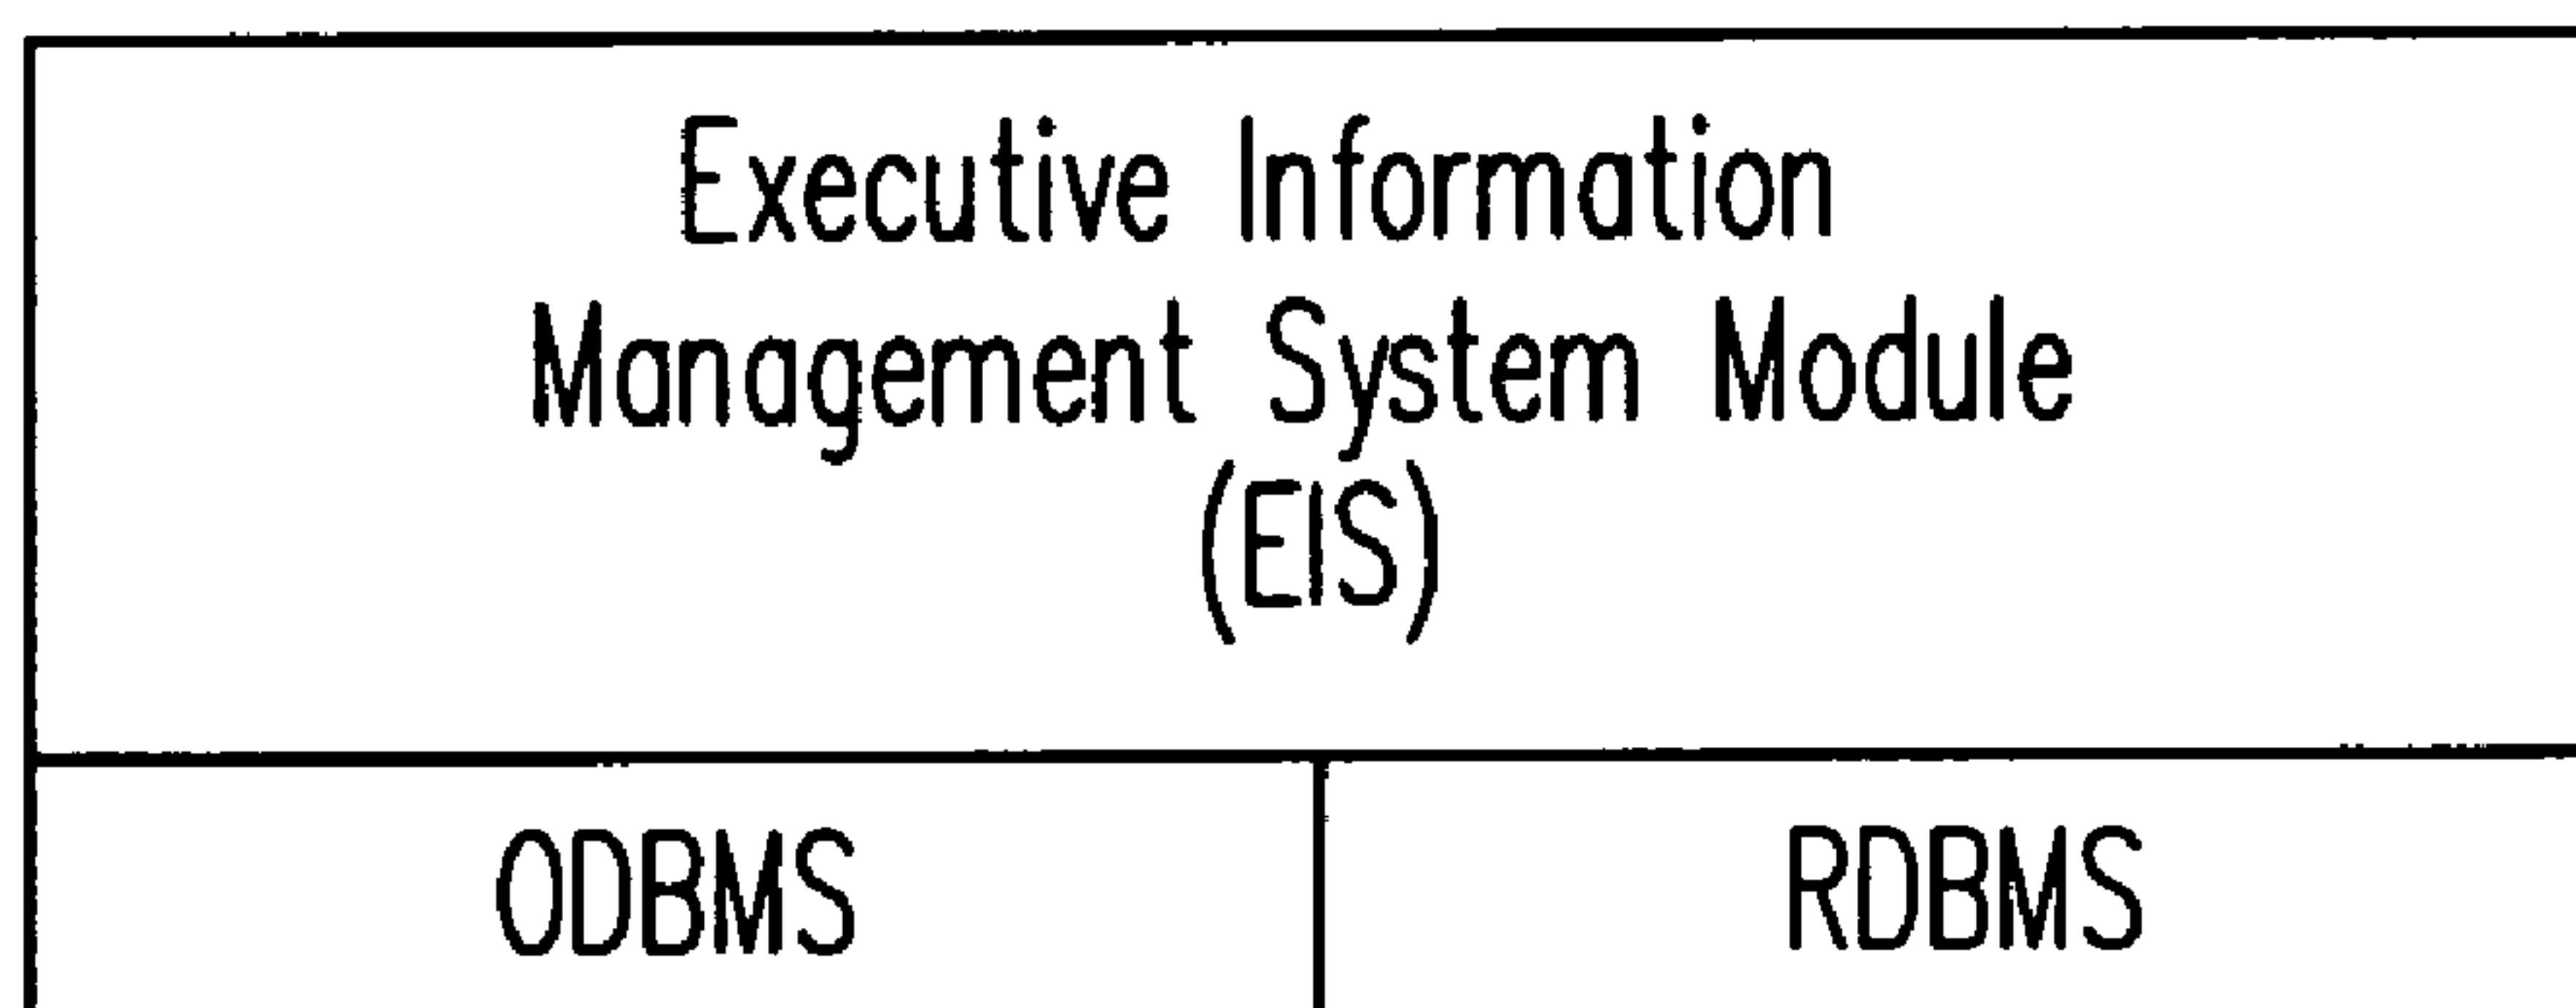 Executive Information
Management System Module
(EIS)
ODBMS
RDBMS